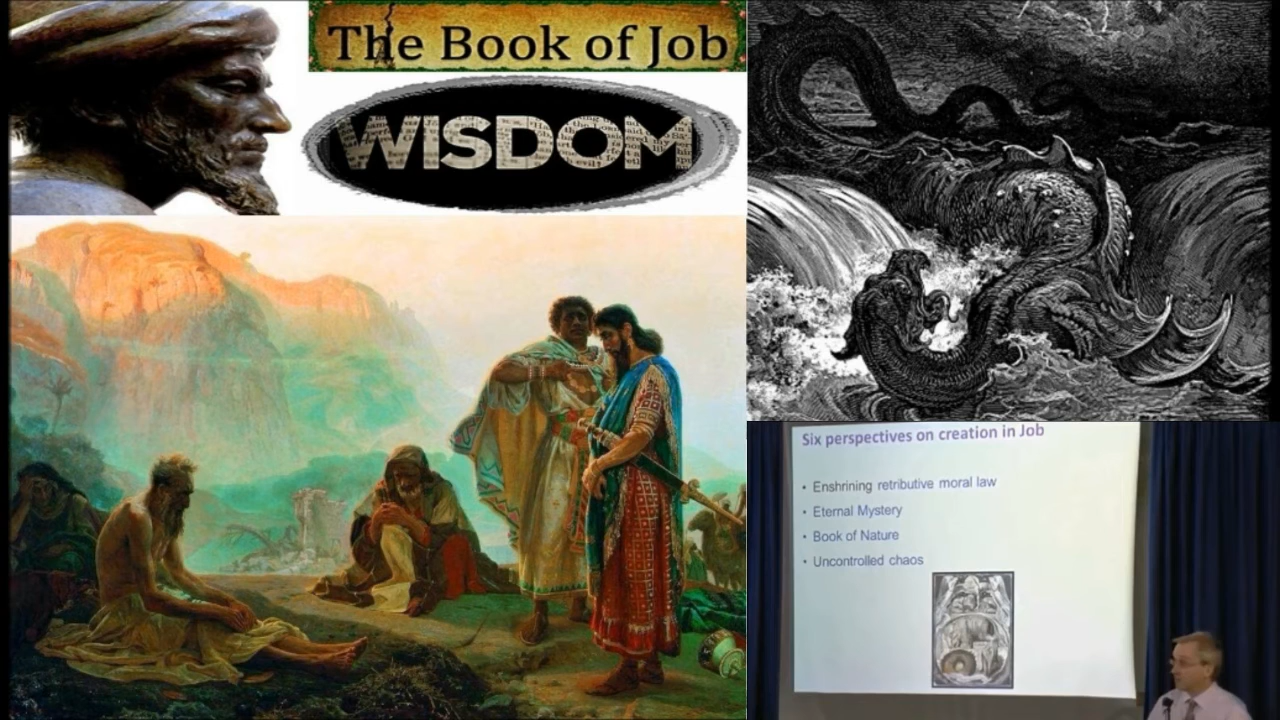 The Book of Job
WISDOM
Six perspectives on creation in Job
• Enshrining retributive moral law
• Eternal Mystery
• Book of Nature
• Uncontrolled chaos